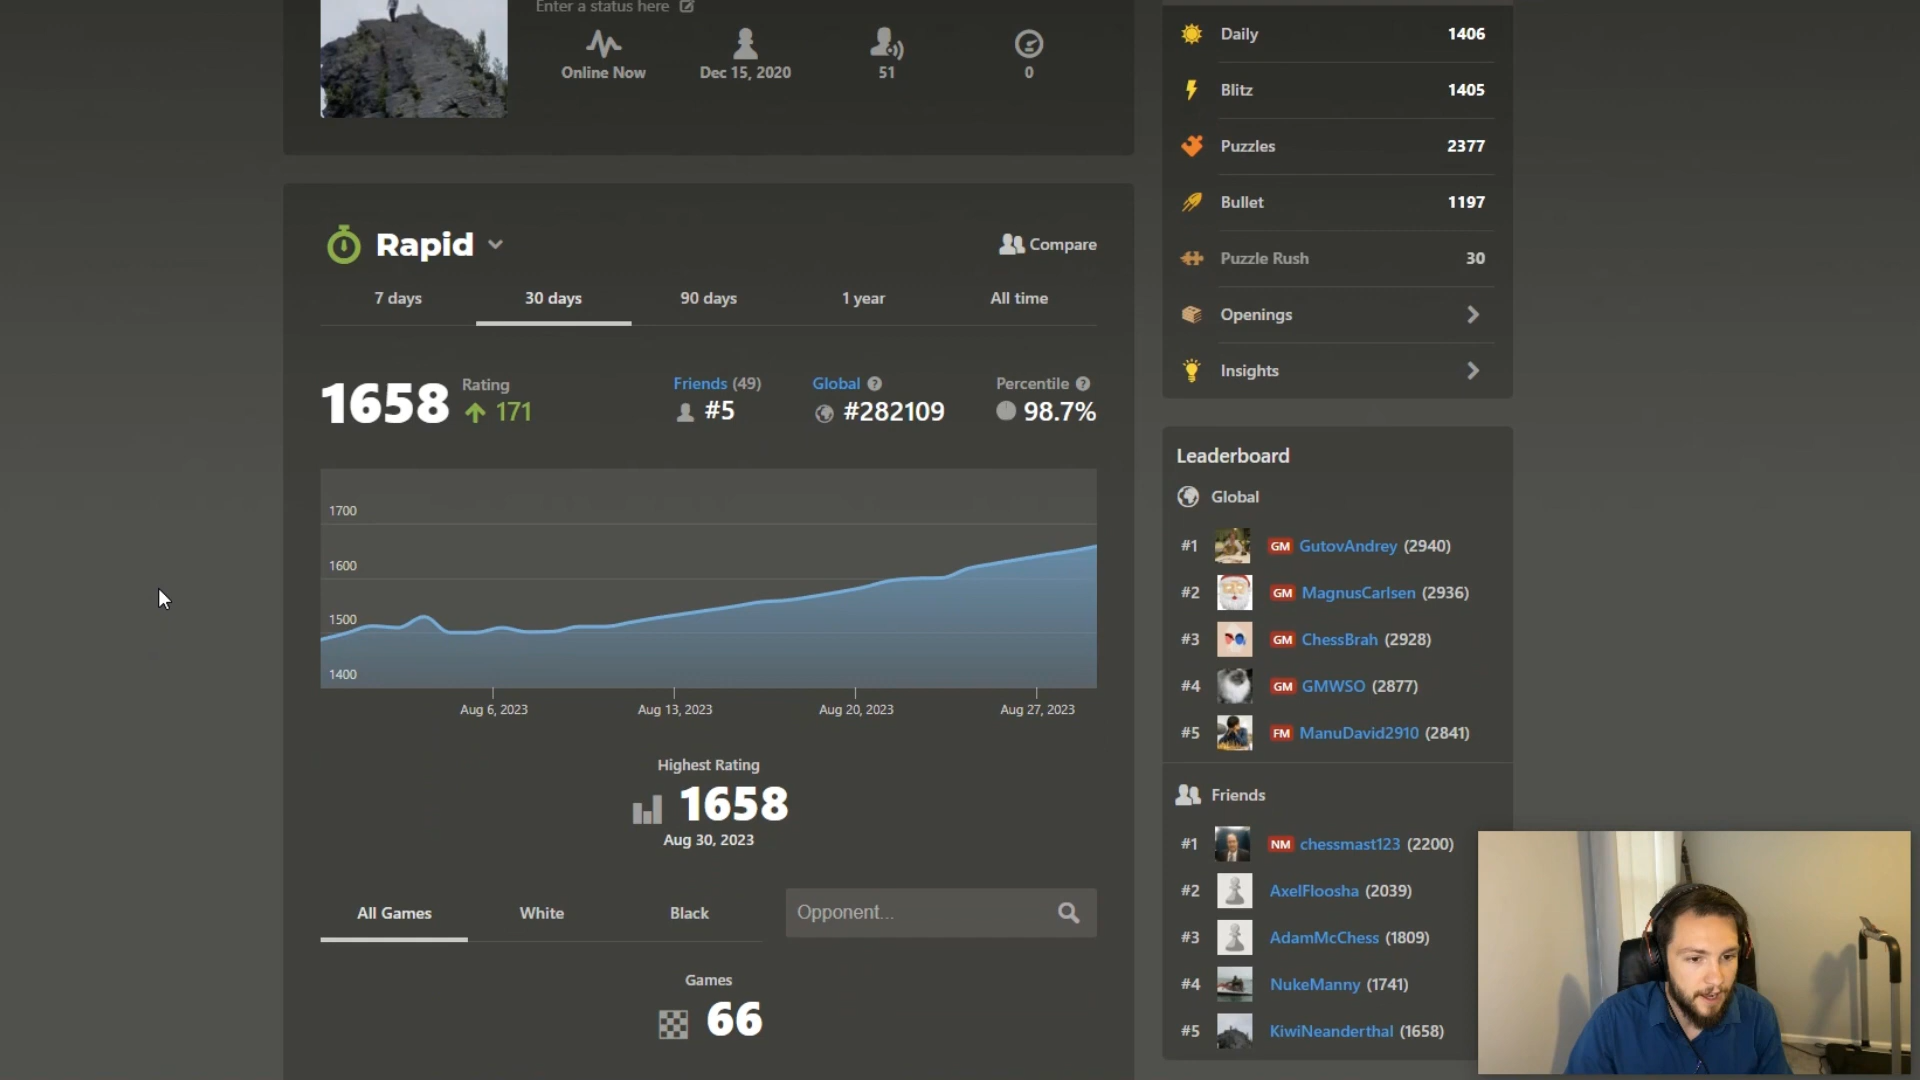 Enter a status here
Online Now
Dec 15, 2020
51
0
Rapid
Compare
7 days
30 days
90 days
1 year
All time
1658
Rating
171
Friends (49)
#5
Global
#282109
Percentile
98.7%
1700
1600
1500
1400
Aug 6, 2023
Aug 13, 2023
Aug 20, 2023
Aug 27, 2023
Highest Rating
1658
Aug 30, 2023
All Games
White
Black
Opponent...
Games
66
Daily 1406
Blitz 1405
Puzzles 2377
Bullet 1197
Puzzle Rush 30
Openings
Insights
Leaderboard
Global
#1 GM GutovAndrey (2940)
#2 GM MagnusCarlsen (2936)
#3 GM ChessBrah (2928)
#4 GM GMWSO (2877)
#5 FM ManuDavid2910 (2841)
Friends
#1 NM chessmast123 (2200)
#2 AxelFloosha (2039)
#3 AdamMcChess (1809)
#4 NukeManny (1741)
#5 KiwiNeanderthal (1658)